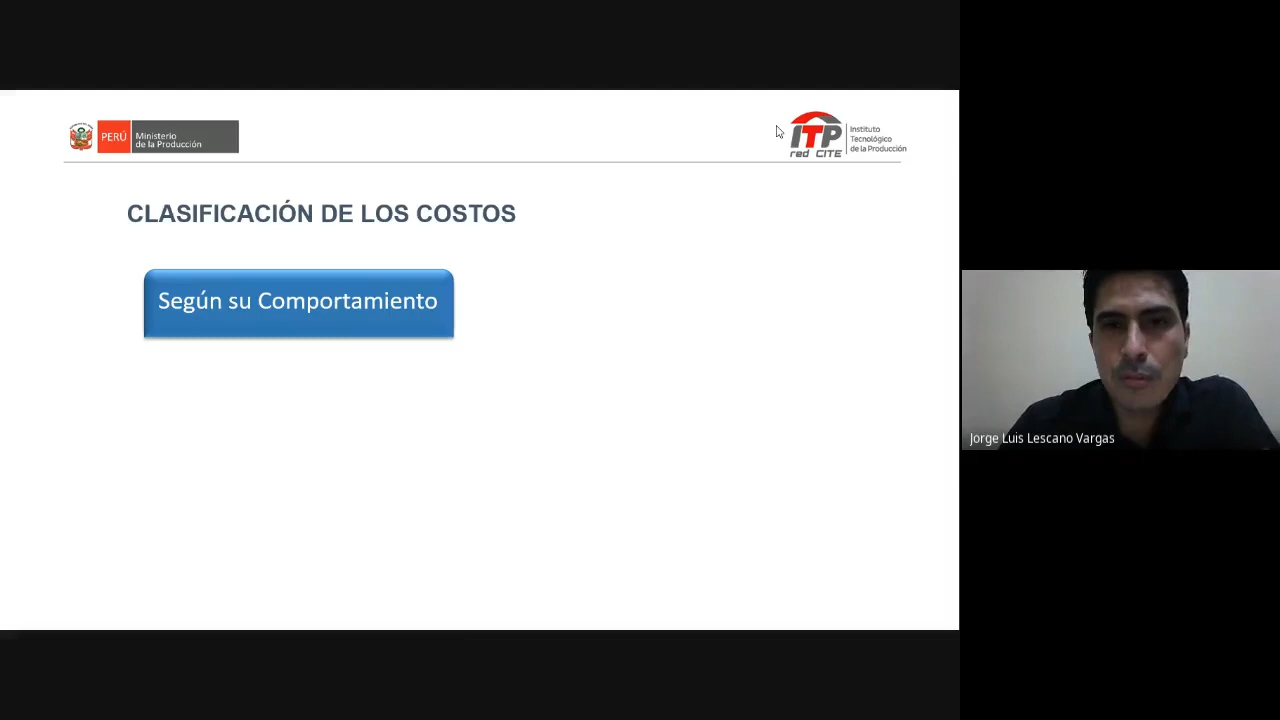 PERÚ
Ministerio
de la Producción
ITP
red CITE
Instituto
Tecnológico
de la Producción
CLASIFICACIÓN DE LOS COSTOS
Según su Comportamiento
Jorge Luis Lescano Vargas